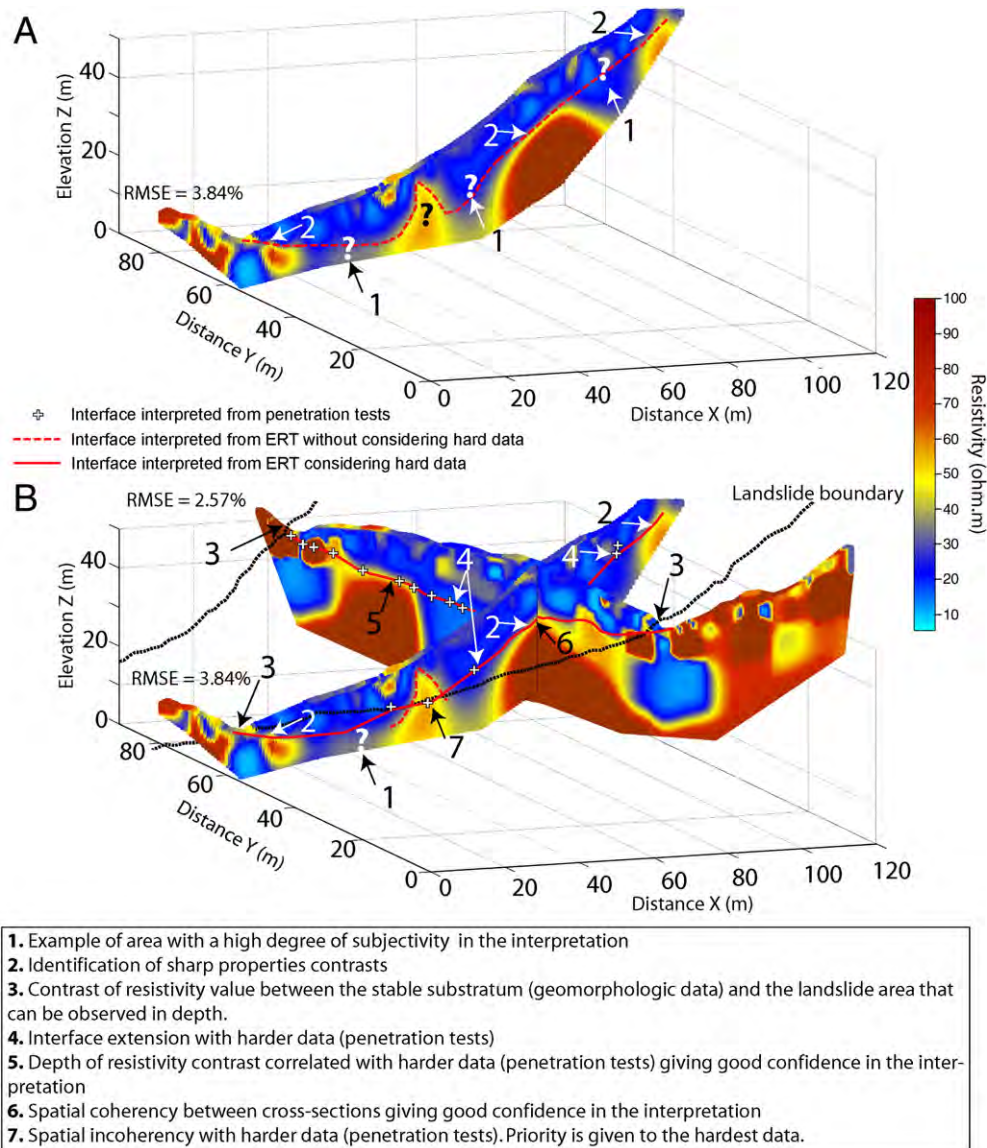 A
Elevation Z (m)
40
20
0
RMSE = 3.84%
2
?
1
2
?
1
2
?
?
1
80
60
40
20
0
Distance Y (m)
0
20
40
60
80
100
120
Distance X (m)
100
90
80
70
60
50
40
30
20
10
Resistivity (ohm.m)
Interface interpreted from penetration tests
Interface interpreted from ERT without considering hard data
Interface interpreted from ERT considering hard data
B
RMSE = 2.57%
Landslide boundary
Elevation Z (m)
40
20
0
3
4
2
4
3
5
2
6
RMSE = 3.84%
3
2
?
1
7
80
60
40
20
0
Distance Y (m)
0
20
40
60
80
100
120
Distance X (m)
1. Example of area with a high degree of subjectivity in the interpretation
2. Identification of sharp properties contrasts
3. Contrast of resistivity value between the stable substratum (geomorphologic data) and the landslide area that
can be observed in depth.
4. Interface extension with harder data (penetration tests)
5. Depth of resistivity contrast correlated with harder data (penetration tests) giving good confidence in the inter-
pretation
6. Spatial coherency between cross-sections giving good confidence in the interpretation
7. Spatial incoherency with harder data (penetration tests). Priority is given to the hardest data.